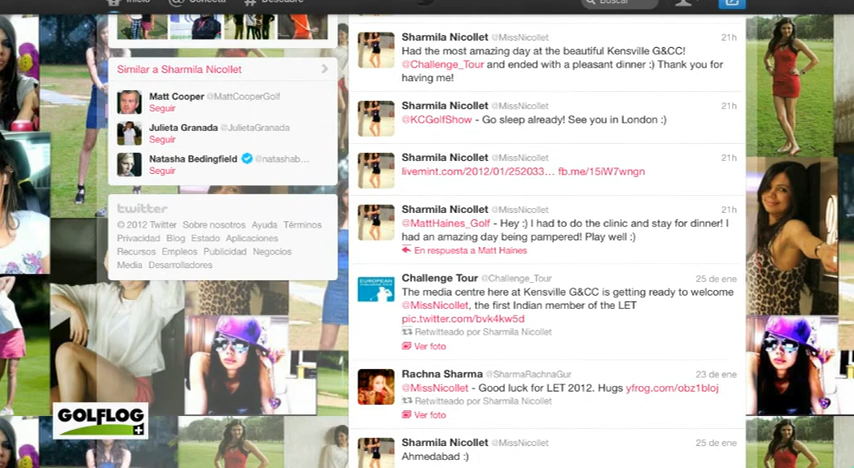 Inicio @ Conecta # Descubre Buscar
Similar a Sharmila Nicollet
Matt Cooper @MattCooperGolf
Seguir
Julieta Granada @JulietaGranada
Seguir
Natasha Bedingfield @natashab...
Seguir
twitter
© 2012 Twitter Sobre nosotros Ayuda Términos
Privacidad Blog Estado Aplicaciones
Recursos Empleos Publicidad Negocios
Media Desarrolladores
GOLFLOG
Sharmila Nicollet @MissNicollet 21h
Had the most amazing day at the beautiful Kensville G&CC!
@Challenge_Tour and ended with a pleasant dinner :) Thank you for
having me!
Sharmila Nicollet @MissNicollet 21h
@KCGolfShow - Go sleep already! See you in London :)
Sharmila Nicollet @MissNicollet 21h
livemint.com/2012/01/252033… fb.me/15iW7wngn
Sharmila Nicollet @MissNicollet 21h
@MattHaines_Golf - Hey :) I had to do the clinic and stay for dinner! I
had an amazing day being pampered! Play well :)
En respuesta a Matt Haines
EUROPEAN
Challenge Tour @Challenge_Tour 25 de ene
The media centre here at Kensville G&CC is getting ready to welcome
@MissNicollet, the first Indian member of the LET
pic.twitter.com/bvk4kw5d
Retwitteado por Sharmila Nicollet
Ver foto
Rachna Sharma @SharmaRachnaGur 23 de ene
@MissNicollet - Good luck for LET 2012. Hugs yfrog.com/obz1bloj
Retwitteado por Sharmila Nicollet
Ver foto
Sharmila Nicollet @MissNicollet 25 de ene
Ahmedabad :)